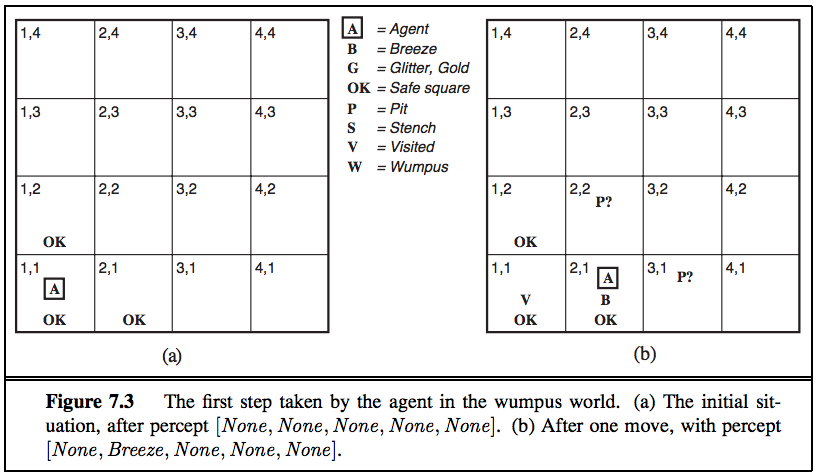 1,4 2,4 3,4 4,4
1,3 2,3 3,3 4,3
1,2 2,2 3,2 4,2
OK
1,1 2,1 3,1 4,1
A
OK OK
(a)
A = Agent
B = Breeze
G = Glitter, Gold
OK = Safe square
P = Pit
S = Stench
V = Visited
W = Wumpus
1,4 2,4 3,4 4,4
1,3 2,3 3,3 4,3
1,2 2,2 3,2 4,2
P?
OK
1,1 2,1 A 3,1 P? 4,1
V B
OK OK
(b)
Figure 7.3 The first step taken by the agent in the wumpus world. (a) The initial sit-
uation, after percept [None, None, None, None, None]. (b) After one move, with percept
[None, Breeze, None, None, None].